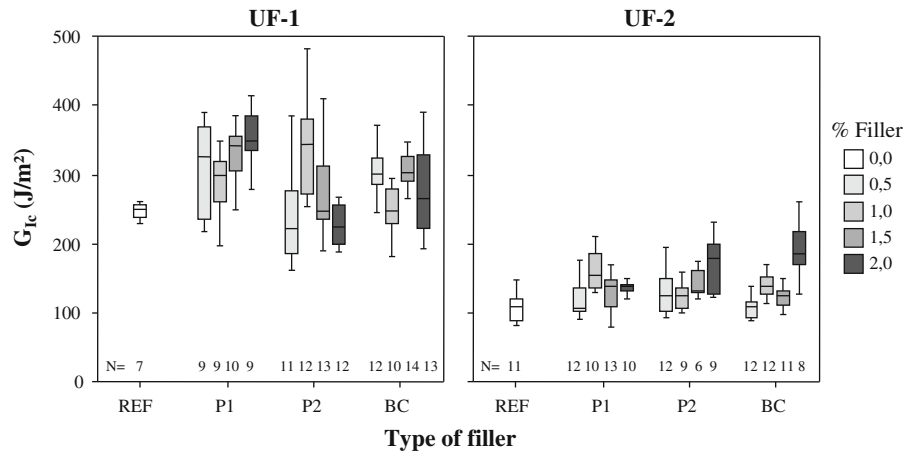 UF-1 UF-2
500
400
300
200
100
0
G_Ic (J/m²)
% Filler
0,0
0,5
1,0
1,5
2,0
N= 7 9 9 10 9 11 12 13 12 12 10 14 13
N= 11 12 10 13 10 12 9 6 9 12 12 11 8
REF P1 P2 BC REF P1 P2 BC
Type of filler